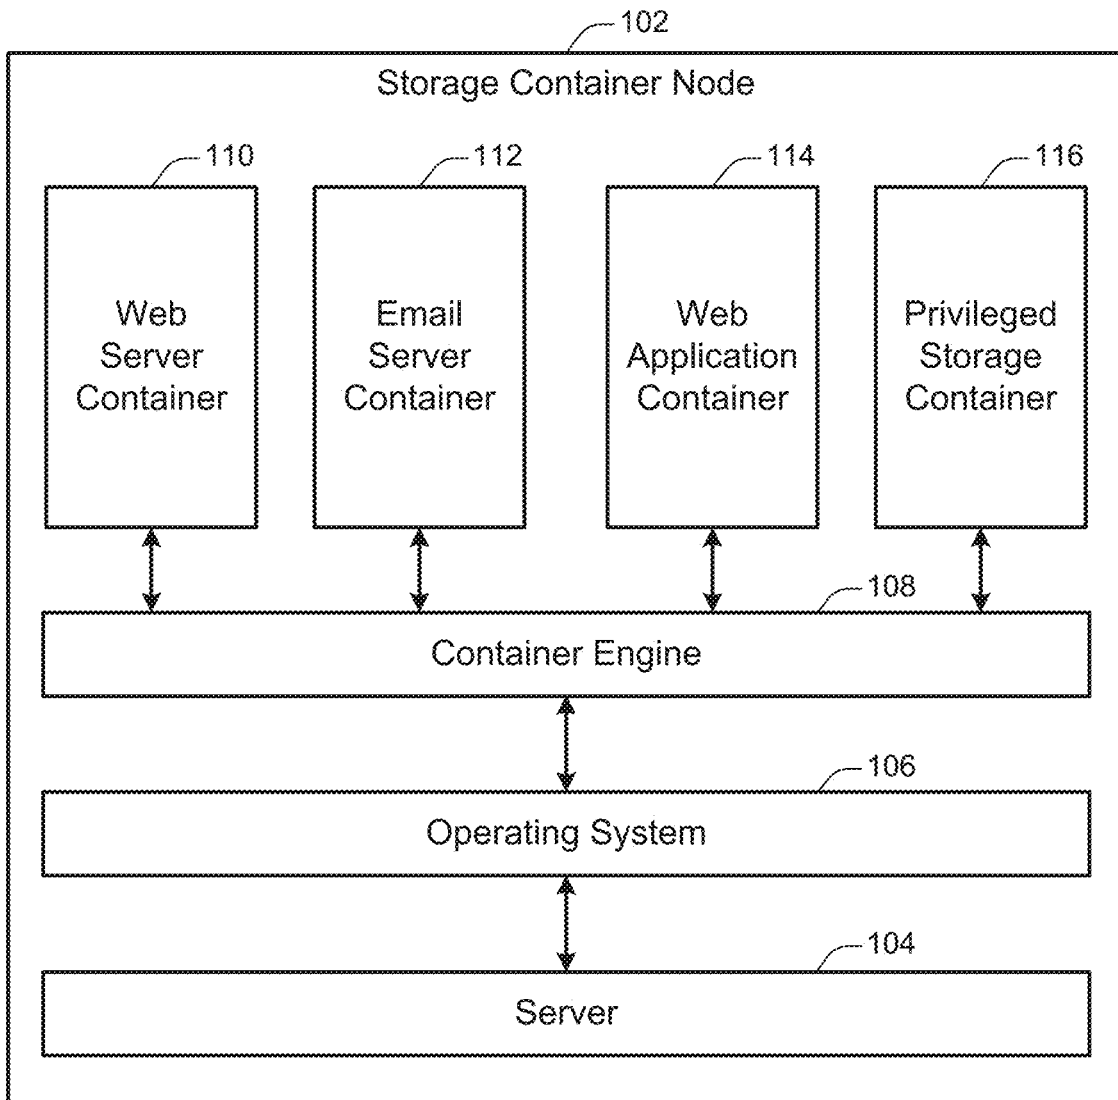 102
Storage Container Node
110
112
114
116
Web
Server
Container
Email
Server
Container
Web
Application
Container
Privileged
Storage
Container
108
Container Engine
106
Operating System
104
Server